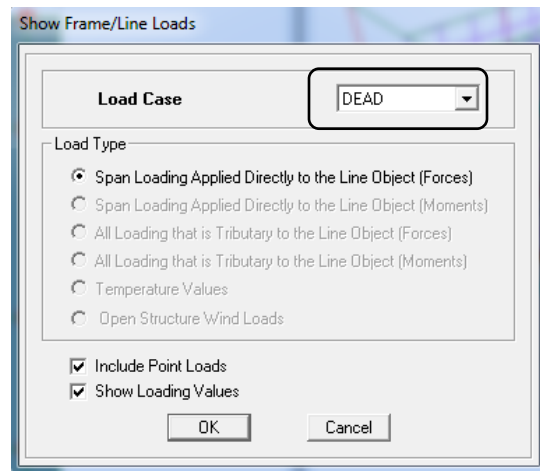 Show Frame/Line Loads
Load Case
DEAD
Load Type
Span Loading Applied Directly to the Line Object (Forces)
Span Loading Applied Directly to the Line Object (Moments)
All Loading that is Tributary to the Line Object (Forces)
All Loading that is Tributary to the Line Object (Moments)
Temperature Values
Open Structure Wind Loads
Include Point Loads
Show Loading Values
OK
Cancel